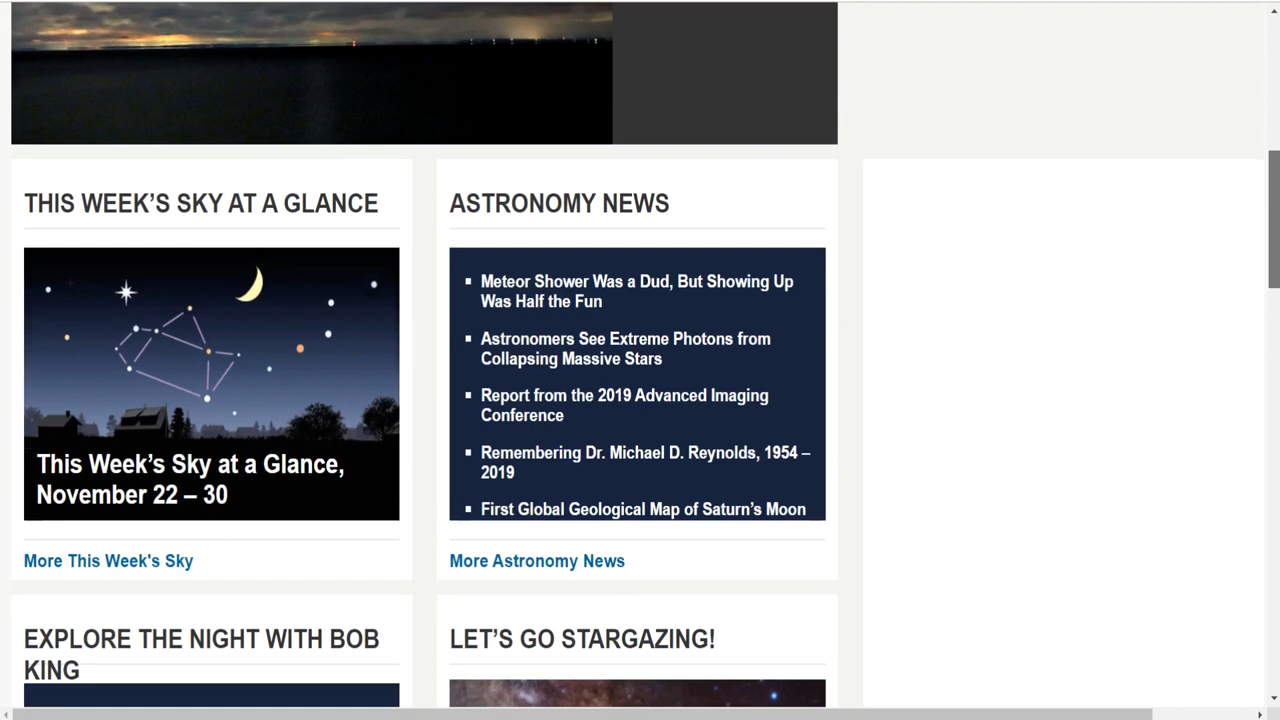 THIS WEEK’S SKY AT A GLANCE
This Week’s Sky at a Glance,
November 22 – 30
More This Week's Sky
ASTRONOMY NEWS
Meteor Shower Was a Dud, But Showing Up
Was Half the Fun
Astronomers See Extreme Photons from
Collapsing Massive Stars
Report from the 2019 Advanced Imaging
Conference
Remembering Dr. Michael D. Reynolds, 1954 –
2019
First Global Geological Map of Saturn’s Moon
More Astronomy News
EXPLORE THE NIGHT WITH BOB
KING
LET’S GO STARGAZING!